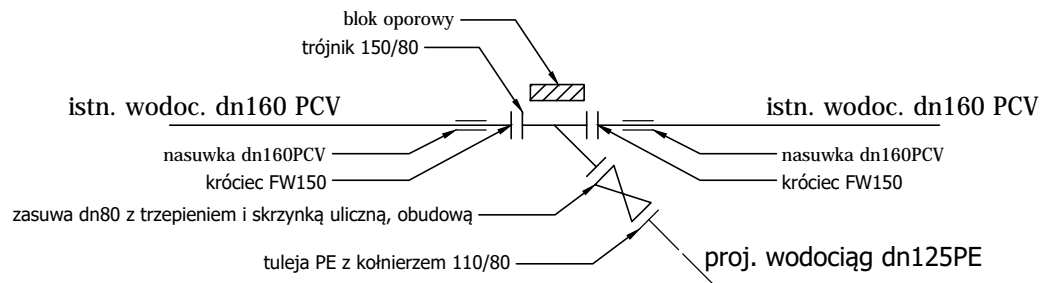 blok oporowy
trójnik 150/80
istn. wodoc. dn160 PCV
istn. wodoc. dn160 PCV
nasuwka dn160PCV
nasuwka dn160PCV
króciec FW150
króciec FW150
zasuwa dn80 z trzepieniem i skrzynką uliczną, obudową
tuleja PE z kołnierzem 110/80
proj. wodociąg dn125PE